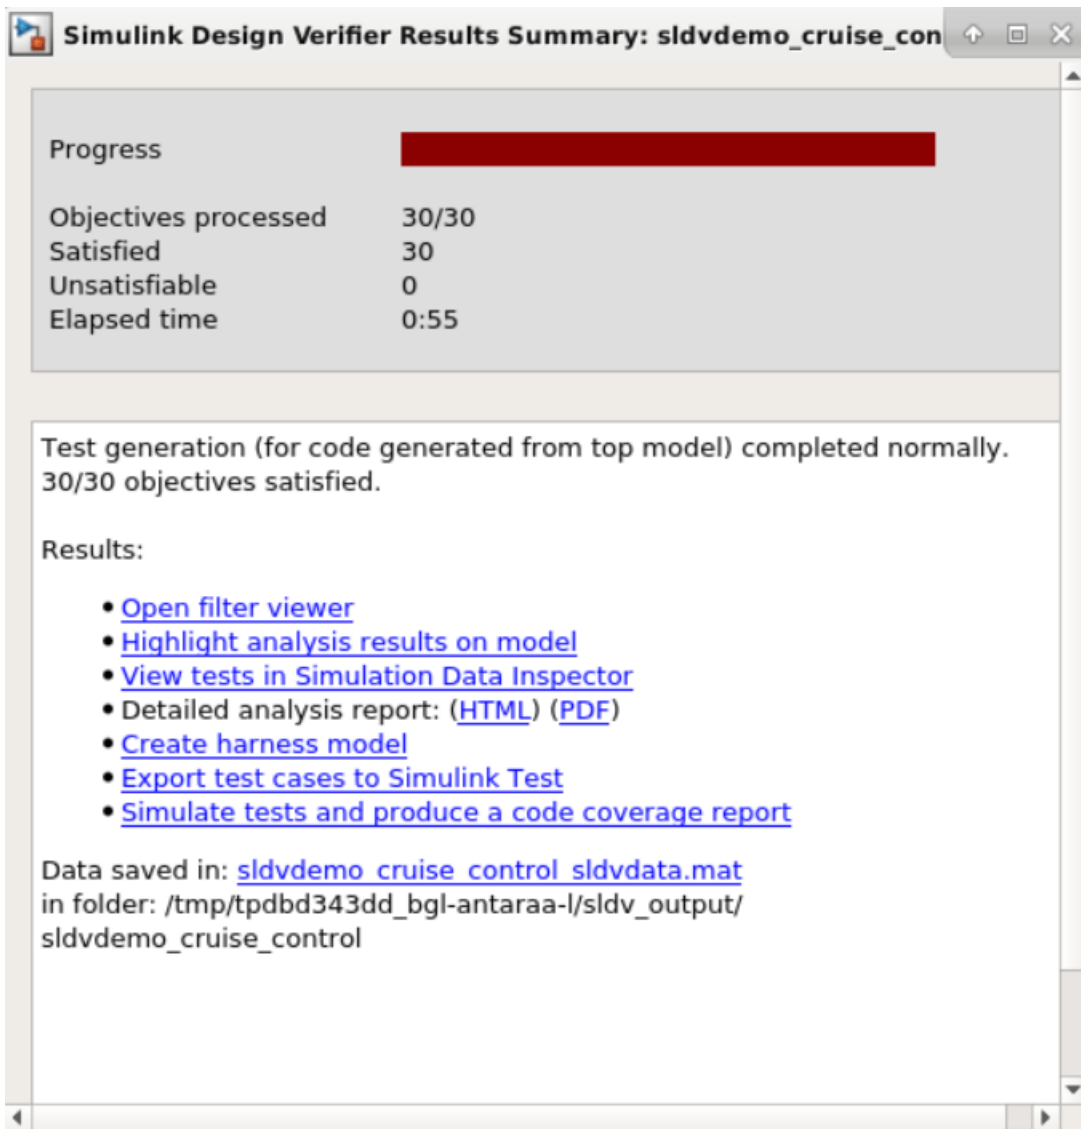 Simulink Design Verifier Results Summary: sldvdemo_cruise_con
Progress
Objectives processed 30/30
Satisfied 30
Unsatisfiable 0
Elapsed time 0:55
Test generation (for code generated from top model) completed normally.
30/30 objectives satisfied.
Results:
• Open filter viewer
• Highlight analysis results on model
• View tests in Simulation Data Inspector
• Detailed analysis report: (HTML) (PDF)
• Create harness model
• Export test cases to Simulink Test
• Simulate tests and produce a code coverage report
Data saved in: sldvdemo_cruise_control_sldvdata.mat
in folder: /tmp/tpdbd343dd_bgl-antaraa-l/sldv_output/
sldvdemo_cruise_control